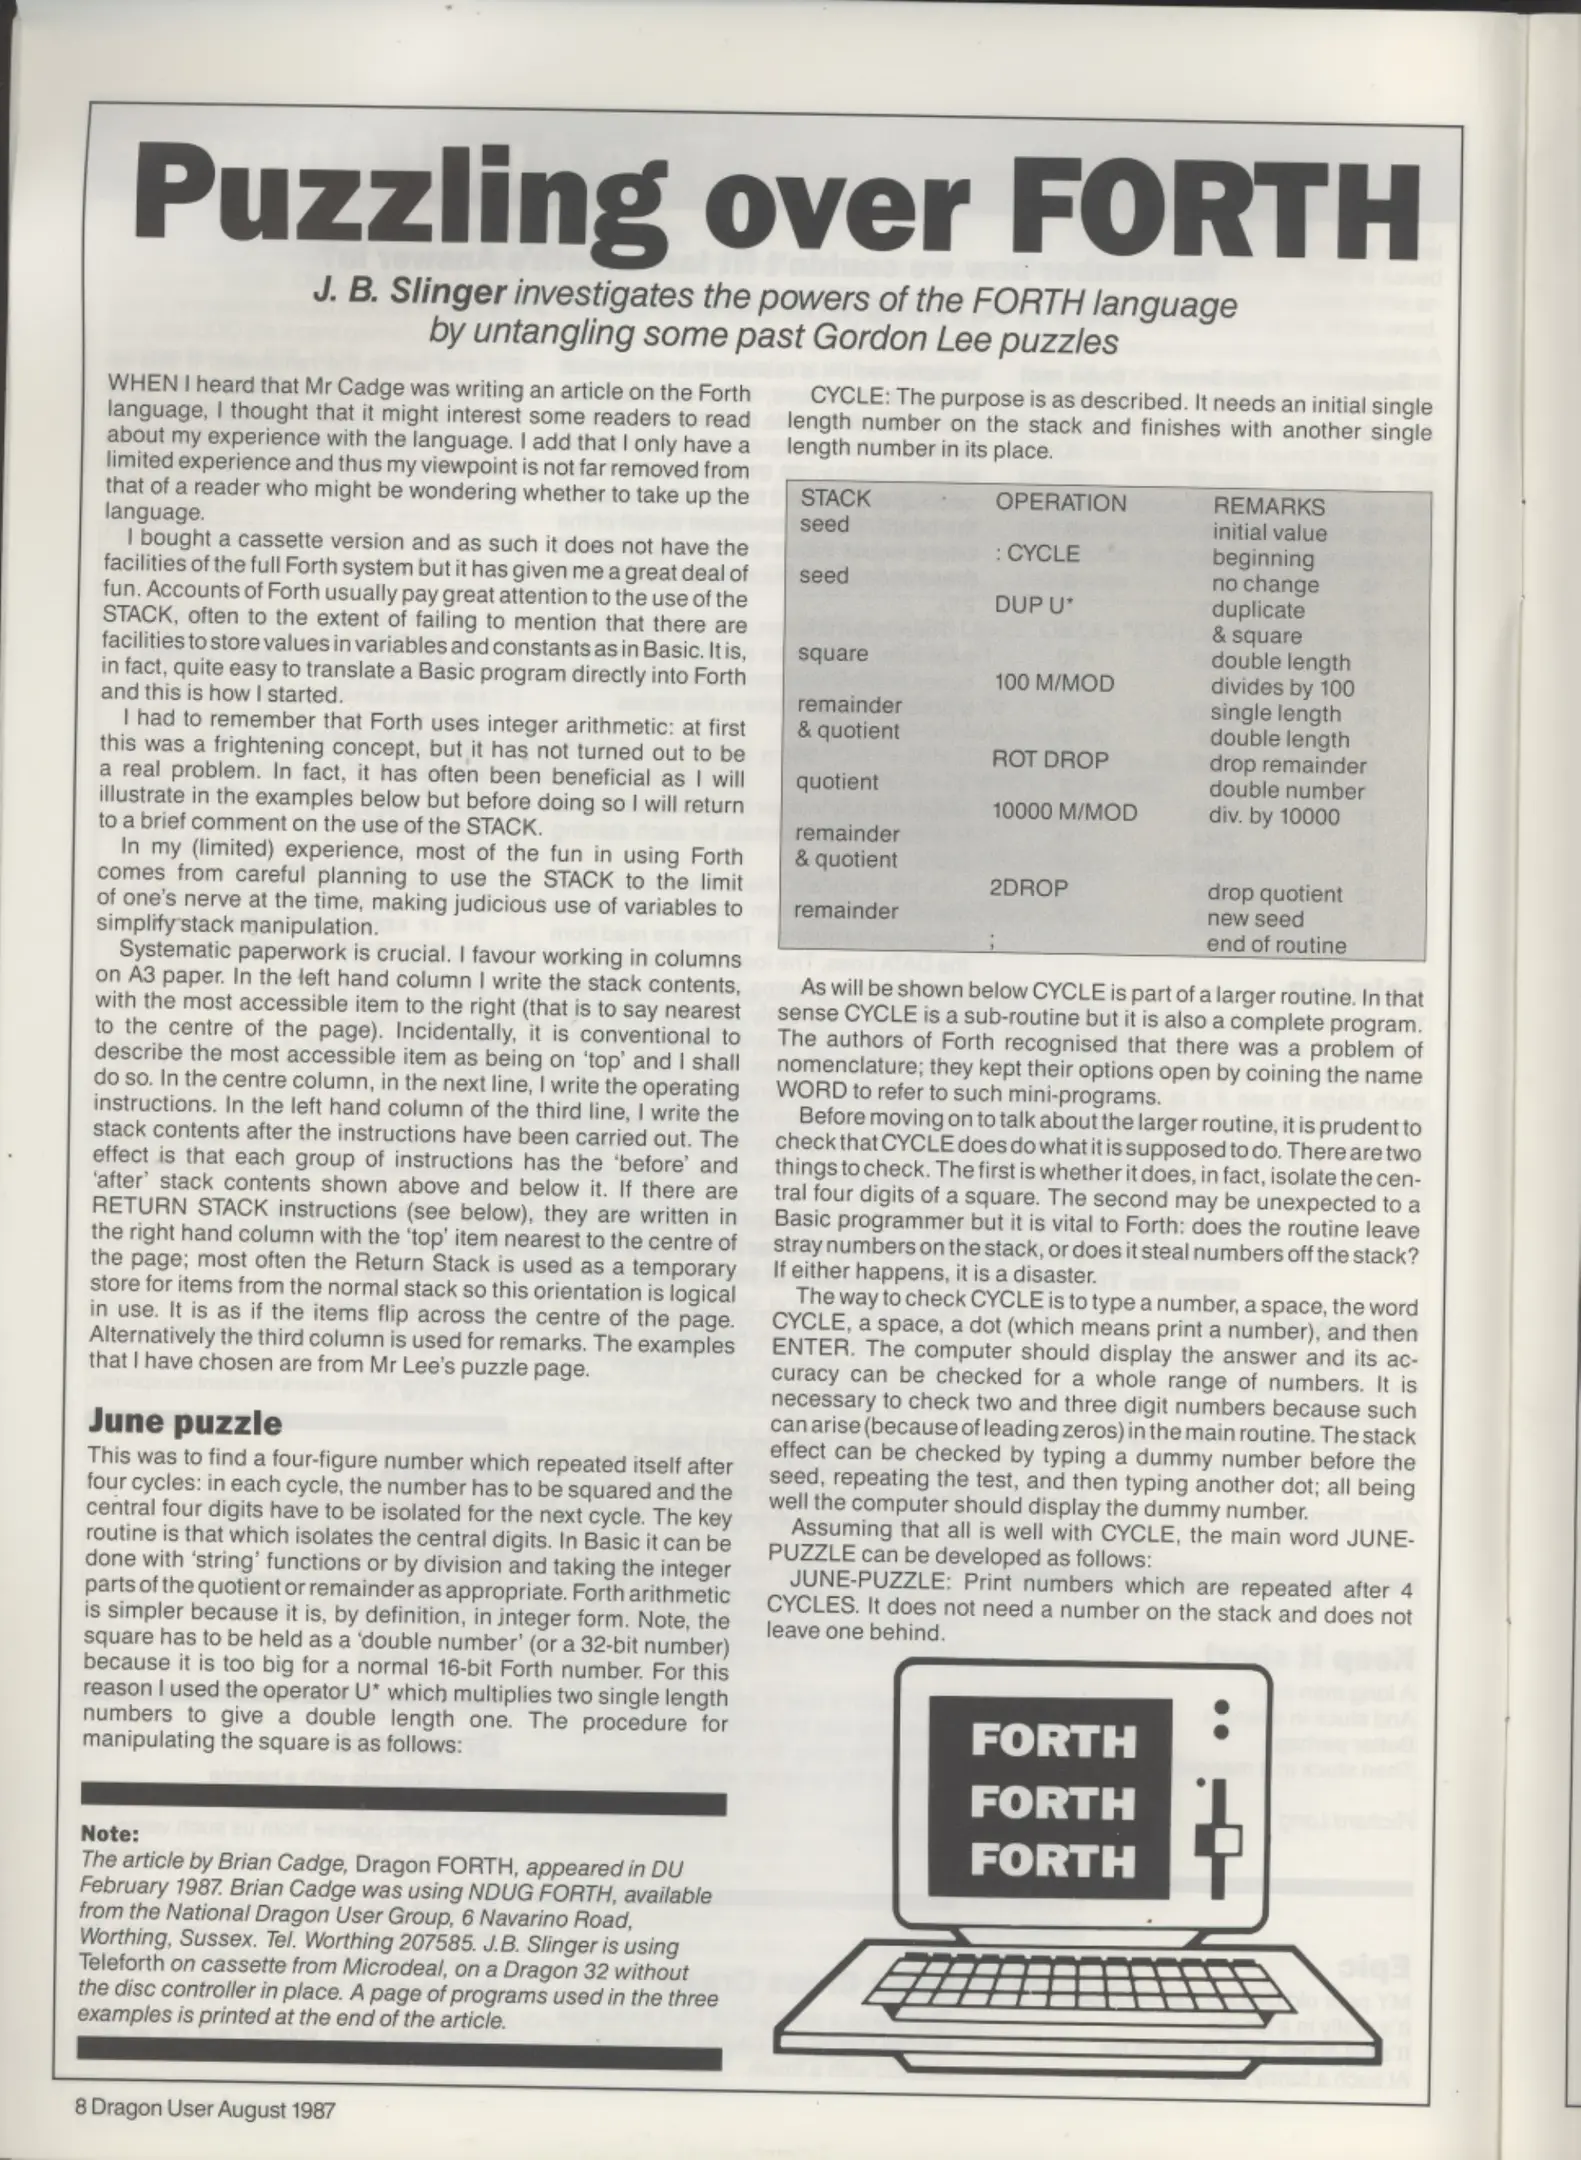 Puzzling over FORTH
J. B. Slinger investigates the powers of the FORTH language
by untangling some past Gordon Lee puzzles
WHEN I heard that Mr Cadge was writing an article on the Forth
language, I thought that it might interest some readers to read
about my experience with the language. I add that I only have a
limited experience and thus my viewpoint is not far removed from
that of a reader who might be wondering whether to take up the
language.
I bought a cassette version and as such it does not have the
facilities of the full Forth system but it has given me a great deal of
fun. Accounts of Forth usually pay great attention to the use of the
STACK, often to the extent of failing to mention that there are
facilities to store values in variables and constants as in Basic. It is,
in fact, quite easy to translate a Basic program directly into Forth
and this is how I started.
I had to remember that Forth uses integer arithmetic: at first
this was a frightening concept, but it has not turned out to be
a real problem. In fact, it has often been beneficial as I will
illustrate in the examples below but before doing so I will return
to a brief comment on the use of the STACK.
In my (limited) experience, most of the fun in using Forth
comes from careful planning to use the STACK to the limit
of one's nerve at the time, making judicious use of variables to
simplify stack manipulation.
Systematic paperwork is crucial. I favour working in columns
on A3 paper. In the left hand column I write the stack contents,
with the most accessible item to the right (that is to say nearest
to the centre of the page). Incidentally, it is conventional to
describe the most accessible item as being on 'top' and I shall
do so. In the centre column, in the next line, I write the operating
instructions. In the left hand column of the third line, I write the
stack contents after the instructions have been carried out. The
effect is that each group of instructions has the 'before' and
'after' stack contents shown above and below it. If there are
RETURN STACK instructions (see below), they are written in
the right hand column with the 'top' item nearest to the centre of
the page; most often the Return Stack is used as a temporary
store for items from the normal stack so this orientation is logical
in use. It is as if the items flip across the centre of the page.
Alternatively the third column is used for remarks. The examples
that I have chosen are from Mr Lee's puzzle page.
June puzzle
This was to find a four-figure number which repeated itself after
four cycles: in each cycle, the number has to be squared and the
central four digits have to be isolated for the next cycle. The key
routine is that which isolates the central digits. In Basic it can be
done with 'string' functions or by division and taking the integer
parts of the quotient or remainder as appropriate. Forth arithmetic
is simpler because it is, by definition, in integer form. Note, the
square has to be held as a 'double number' (or a 32-bit number)
because it is too big for a normal 16-bit Forth number. For this
reason I used the operator U* which multiplies two single length
numbers to give a double length one. The procedure for
manipulating the square is as follows:
Note:
The article by Brian Cadge, Dragon FORTH, appeared in DU
February 1987. Brian Cadge was using NDUG FORTH, available
from the National Dragon User Group, 6 Navarino Road,
Worthing, Sussex. Tel. Worthing 207585. J.B. Slinger is using
Teleforth on cassette from Microdeal, on a Dragon 32 without
the disc controller in place. A page of programs used in the three
examples is printed at the end of the article.
CYCLE: The purpose is as described. It needs an initial single
length number on the stack and finishes with another single
length number in its place.
STACK OPERATION REMARKS
seed initial value
: CYCLE beginning
seed no change
DUP U* duplicate
& square
square double length
100 M/MOD divides by 100
remainder single length
& quotient double length
ROT DROP drop remainder
quotient double number
10000 M/MOD div. by 10000
remainder
& quotient
2DROP drop quotient
remainder new seed
; end of routine
As will be shown below CYCLE is part of a larger routine. In that
sense CYCLE is a sub-routine but it is also a complete program.
The authors of Forth recognised that there was a problem of
nomenclature; they kept their options open by coining the name
WORD to refer to such mini-programs.
Before moving on to talk about the larger routine, it is prudent to
check that CYCLE does do what it is supposed to do. There are two
things to check. The first is whether it does, in fact, isolate the cen-
tral four digits of a square. The second may be unexpected to a
Basic programmer but it is vital to Forth: does the routine leave
stray numbers on the stack, or does it steal numbers off the stack?
If either happens, it is a disaster.
The way to check CYCLE is to type a number, a space, the word
CYCLE, a space, a dot (which means print a number), and then
ENTER. The computer should display the answer and its ac-
curacy can be checked for a whole range of numbers. It is
necessary to check two and three digit numbers because such
can arise (because of leading zeros) in the main routine. The stack
effect can be checked by typing a dummy number before the
seed, repeating the test, and then typing another dot; all being
well the computer should display the dummy number.
Assuming that all is well with CYCLE, the main word JUNE-
PUZZLE can be developed as follows:
JUNE-PUZZLE: Print numbers which are repeated after 4
CYCLES. It does not need a number on the stack and does not
leave one behind.
FORTH
FORTH
FORTH
8 Dragon User August 1987